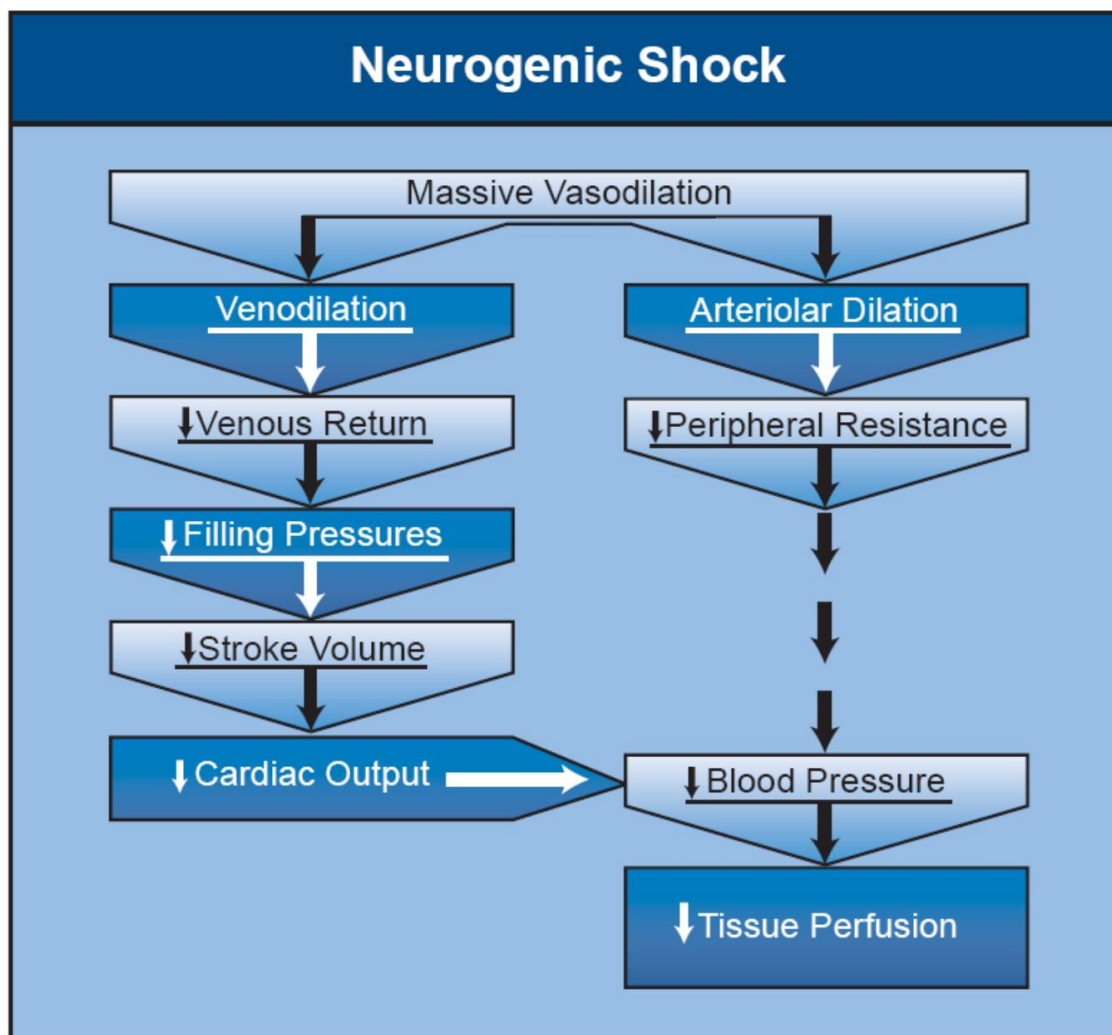 Neurogenic Shock
Massive Vasodilation
Venodilation
↓Venous Return
↓Filling Pressures
↓Stroke Volume
↓Cardiac Output
Arteriolar Dilation
↓Peripheral Resistance
↓Blood Pressure
↓Tissue Perfusion